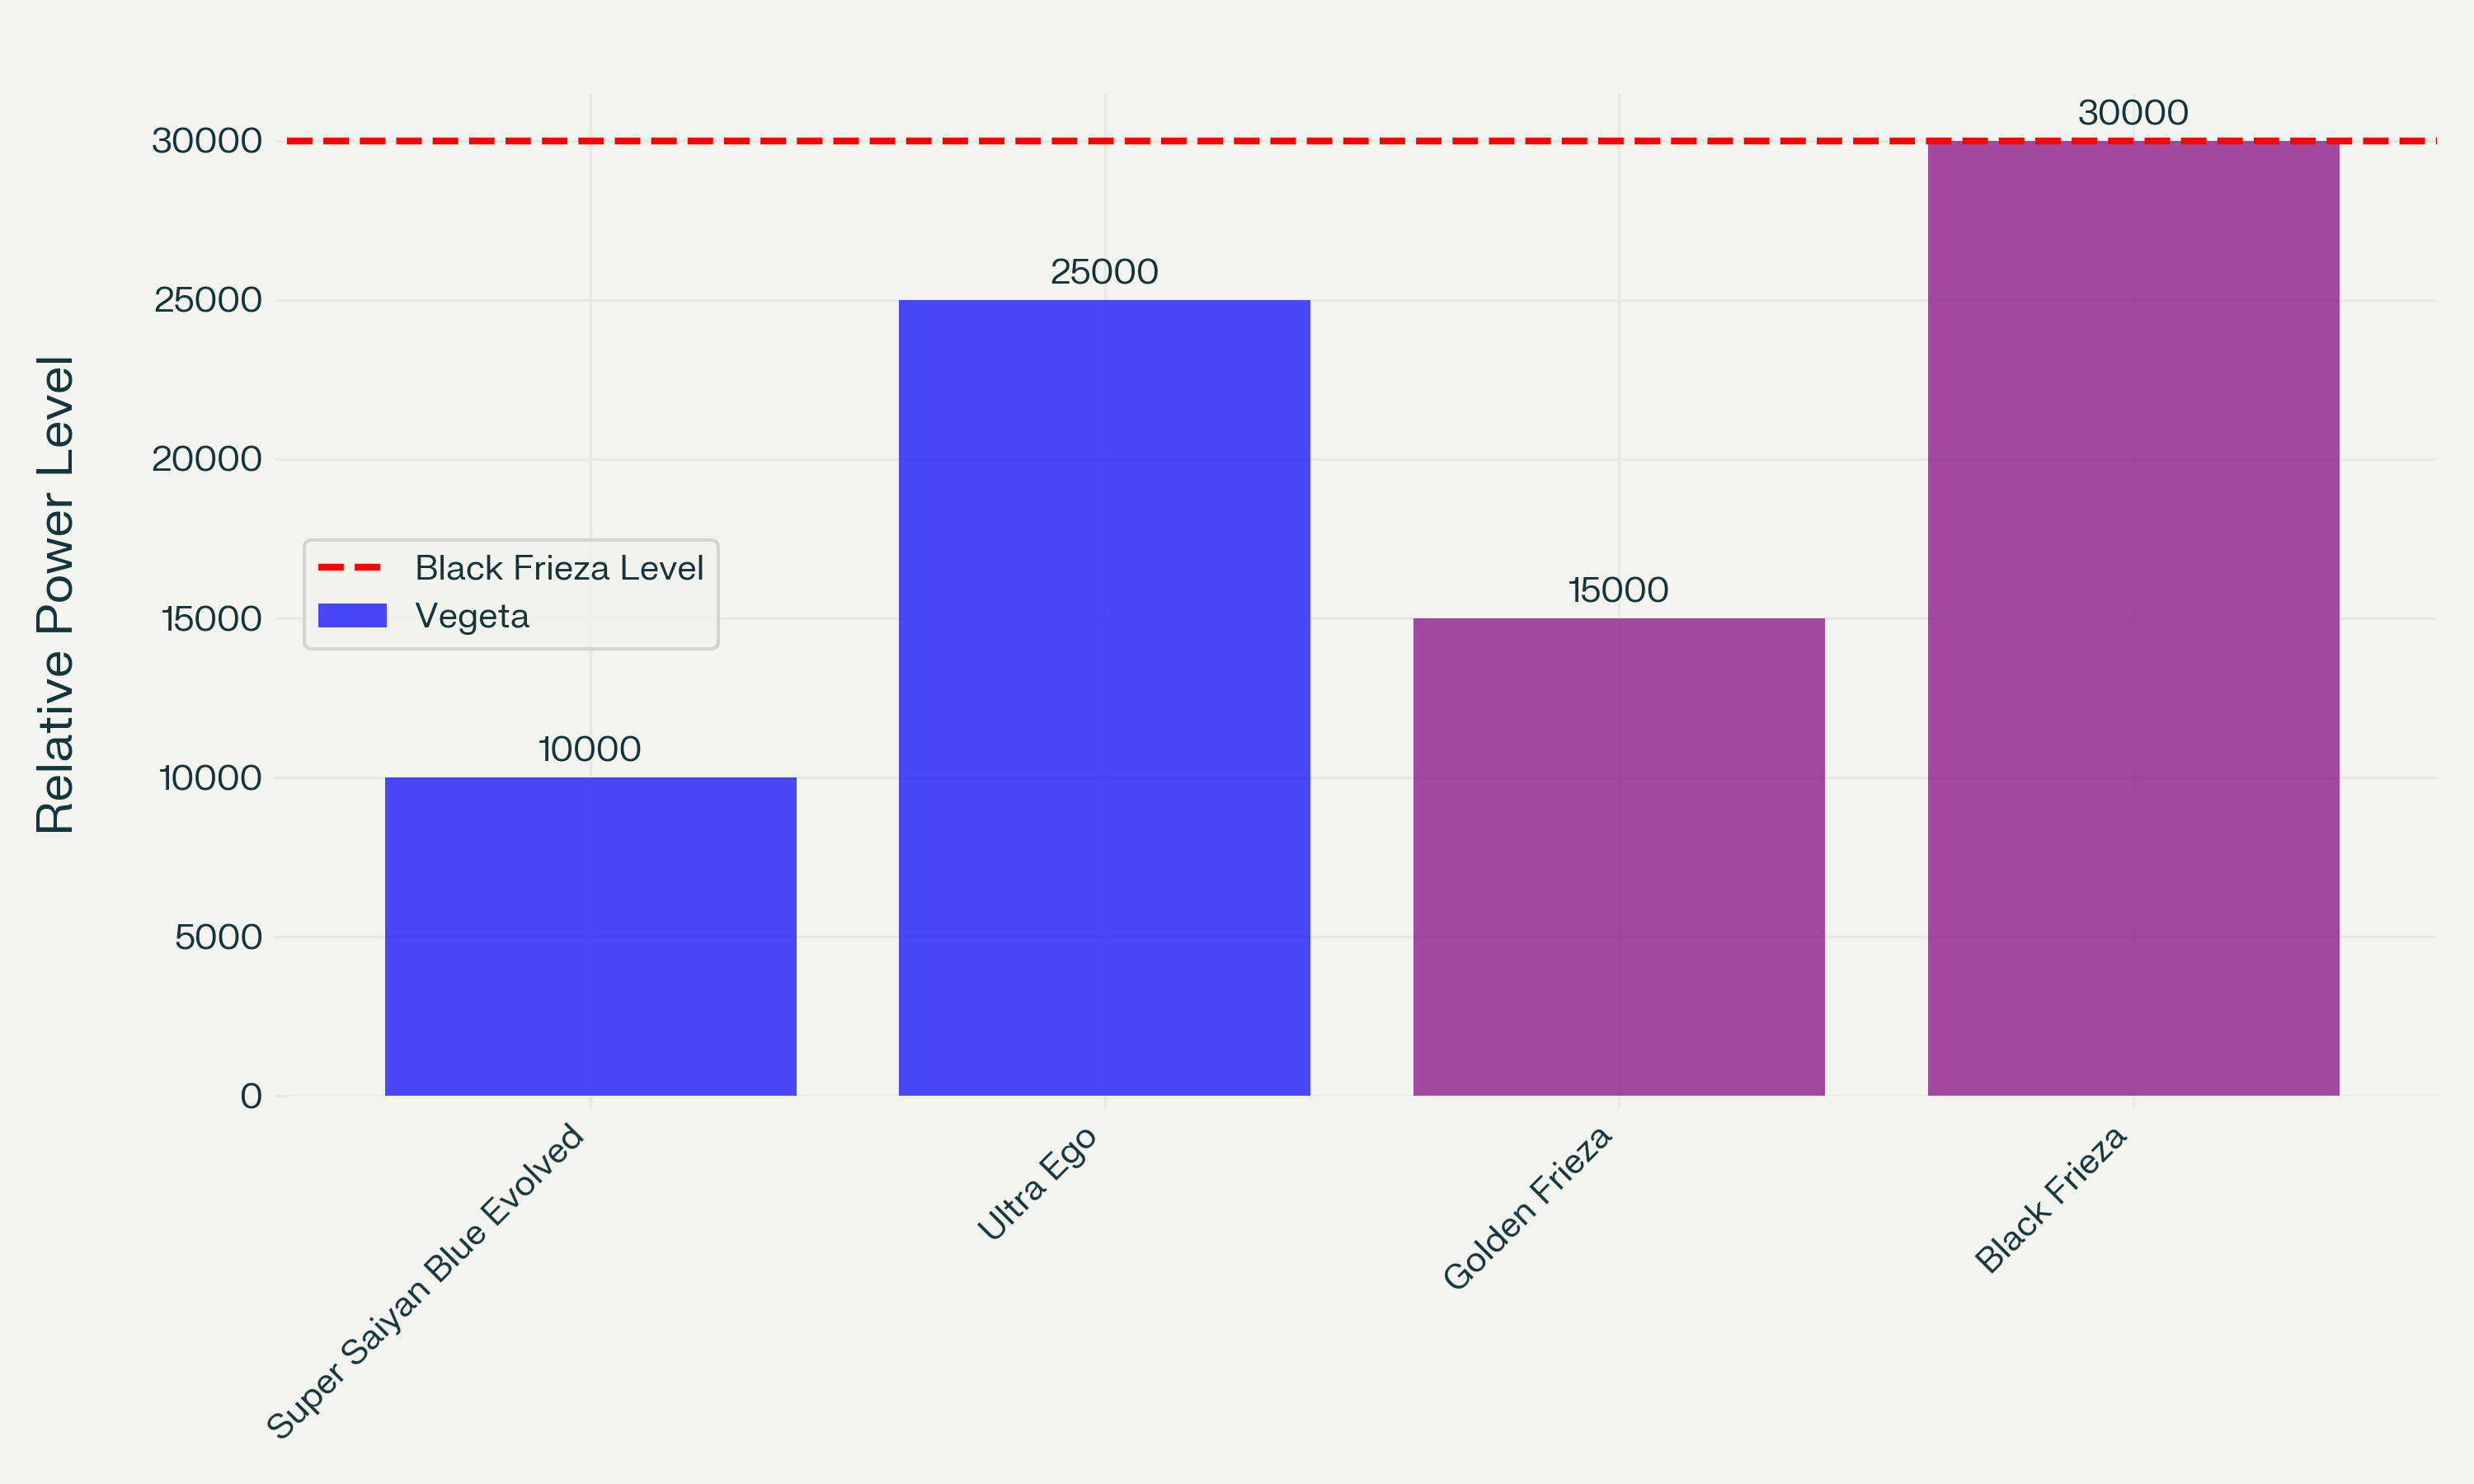 Relative Power Level
30000
25000
20000
15000
10000
5000
0
30000
25000
15000
10000
Black Frieza Level
Vegeta
Super Saiyan Blue Evolved
Ultra Ego
Golden Frieza
Black Frieza